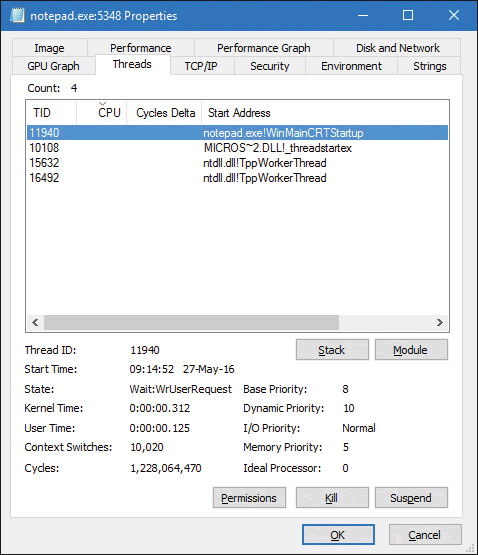 notepad.exe:5348 Properties
Image Performance Performance Graph Disk and Network
GPU Graph Threads TCP/IP Security Environment Strings
Count: 4
TID CPU Cycles Delta Start Address
11940 notepad.exe!WinMainCRTStartup
10108 MICROS~2.DLL!_threadstartex
15632 ntdll.dll!TppWorkerThread
16492 ntdll.dll!TppWorkerThread
Thread ID: 11940 Stack Module
Start Time: 09:14:52 27-May-16
State: Wait:WrUserRequest Base Priority: 8
Kernel Time: 0:00:00.312 Dynamic Priority: 10
User Time: 0:00:00.125 I/O Priority: Normal
Context Switches: 10,020 Memory Priority: 5
Cycles: 1,228,064,470 Ideal Processor: 0
Permissions Kill Suspend
OK Cancel